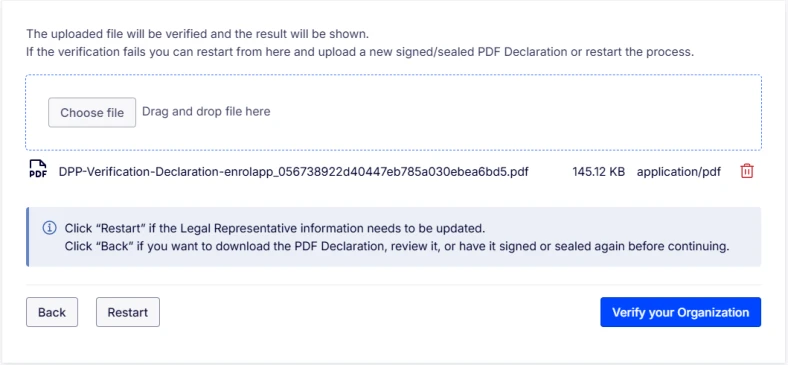 The uploaded file will be verified and the result will be shown.
If the verification fails you can restart from here and upload a new signed/sealed PDF Declaration or restart the process.
Choose file Drag and drop file here
PDF DPP-Verification-Declaration-enrolapp_056738922d40447eb785a030ebea6bd5.pdf 145.12 KB application/pdf
Click “Restart” if the Legal Representative information needs to be updated.
Click “Back” if you want to download the PDF Declaration, review it, or have it signed or sealed again before continuing.
Back Restart Verify your Organization